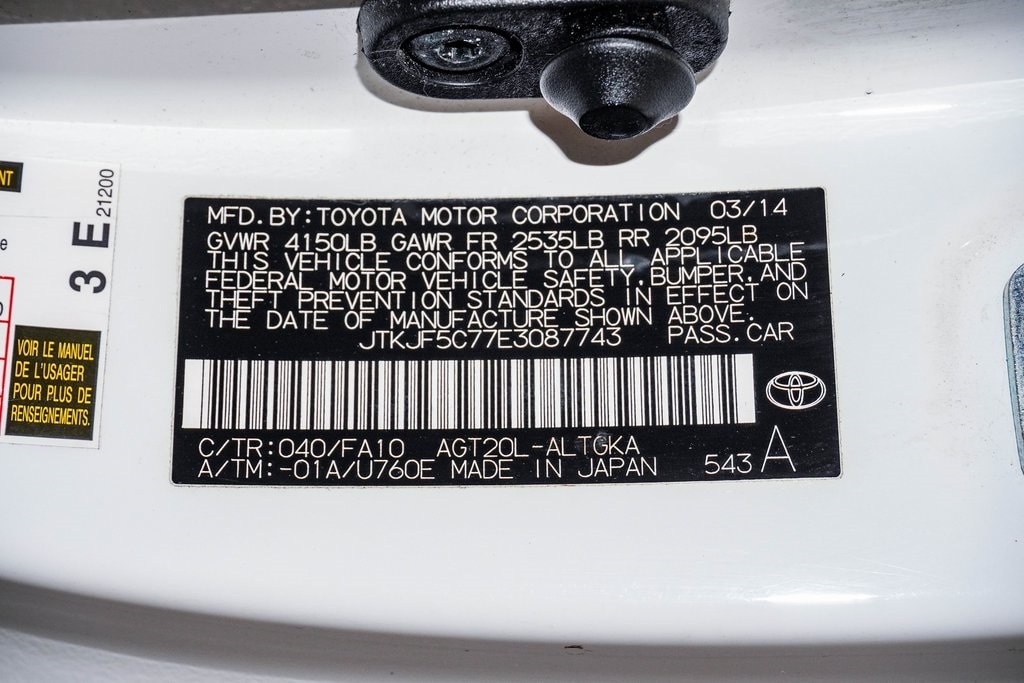 NT
e
3 E
21200
VOIR LE MANUEL
DE L'USAGER
POUR PLUS DE
RENSEIGNEMENTS.
MFD.BY:TOYOTA MOTOR CORPORATION 03/14
GVWR 4150LB GAWR FR 2535LB RR 2095LB
THIS VEHICLE CONFORMS TO ALL APPLICABLE
FEDERAL MOTOR VEHICLE SAFETY,BUMPER,AND
THEFT PREVENTION STANDARDS IN EFFECT ON
THE DATE OF MANUFACTURE SHOWN ABOVE.
JTKJF5C77E3087743 PASS.CAR
C/TR:040/FA10 AGT20L-ALTGKA
A/TM:-01A/U760E MADE IN JAPAN 543 A